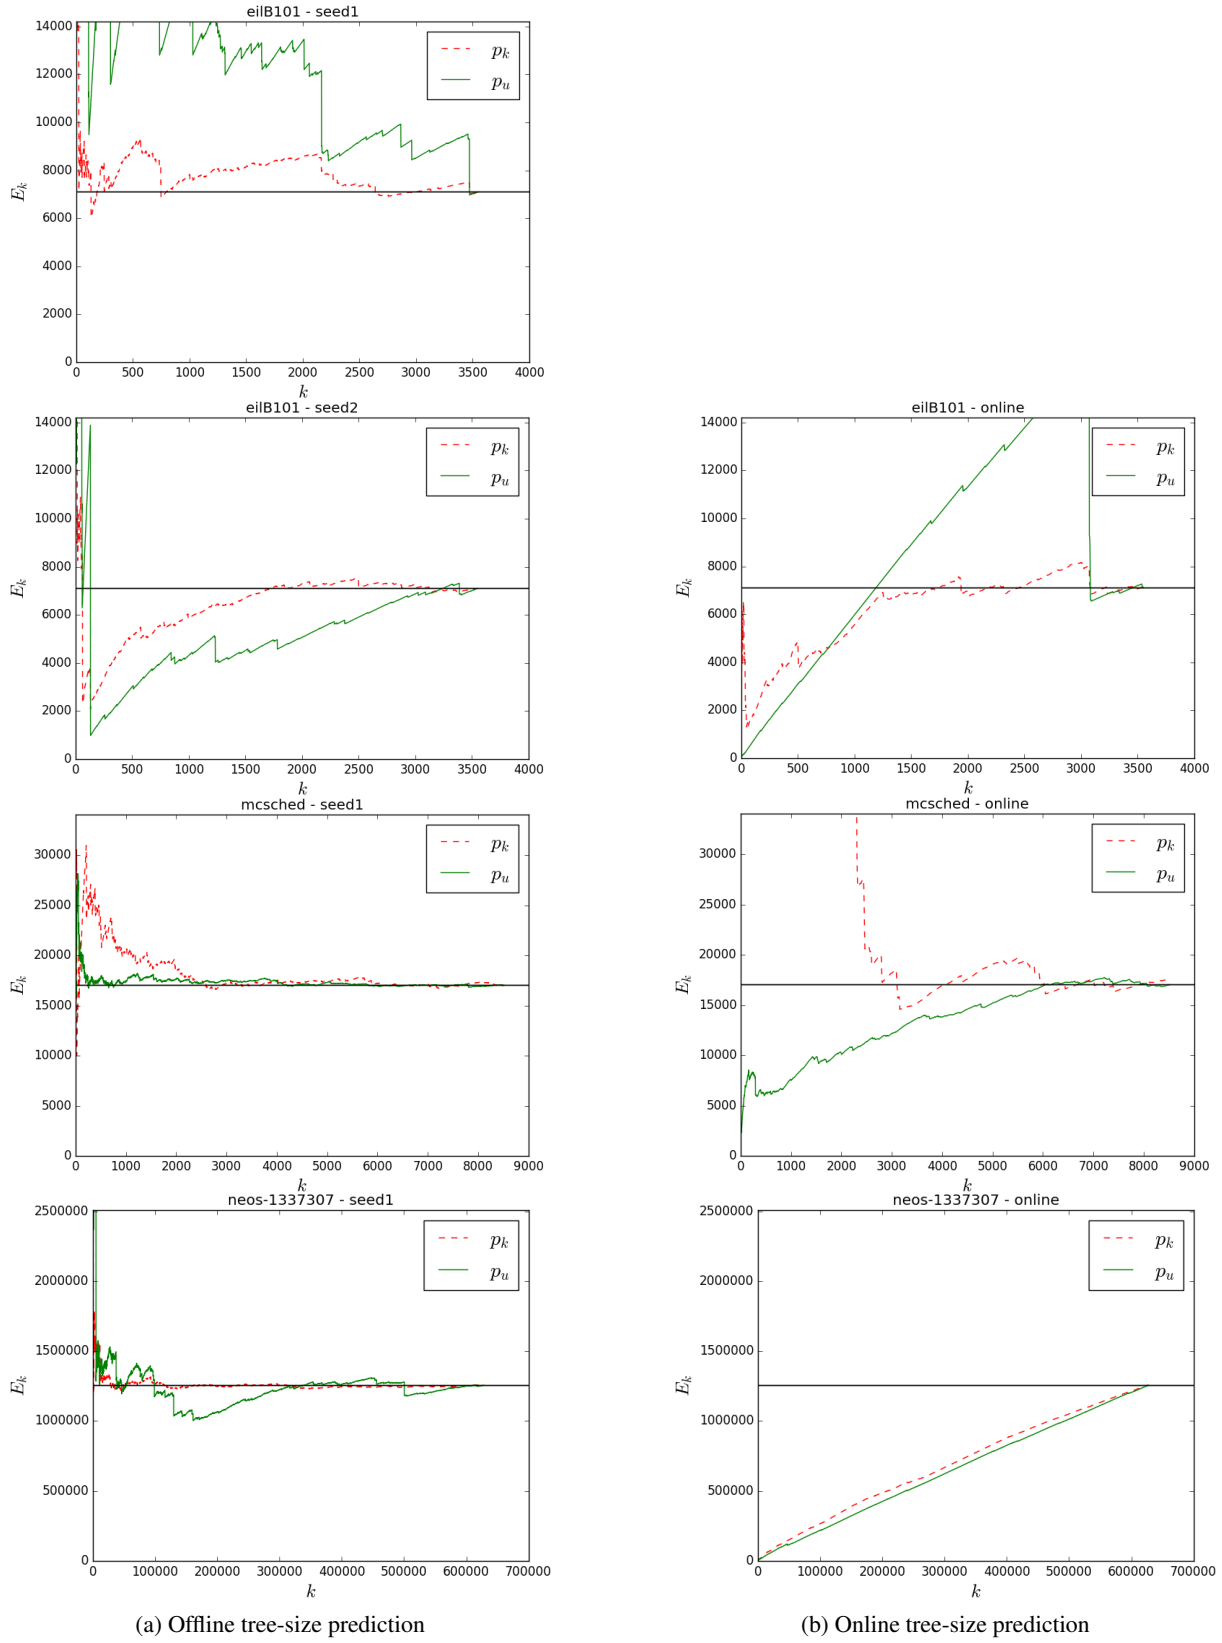 eilB101 - seed1
14000
12000
10000
8000
6000
4000
2000
0
E_k
p_k
p_u
0 500 1000 1500 2000 2500 3000 3500 4000
k
eilB101 - seed2
14000
12000
10000
8000
6000
4000
2000
0
E_k
p_k
p_u
0 500 1000 1500 2000 2500 3000 3500 4000
k
eilB101 - online
14000
12000
10000
8000
6000
4000
2000
0
E_k
p_k
p_u
0 500 1000 1500 2000 2500 3000 3500 4000
k
mcsched - seed1
30000
25000
20000
15000
10000
5000
0
E_k
p_k
p_u
0 1000 2000 3000 4000 5000 6000 7000 8000 9000
k
mcsched - online
30000
25000
20000
15000
10000
5000
0
E_k
p_k
p_u
0 1000 2000 3000 4000 5000 6000 7000 8000 9000
k
neos-1337307 - seed1
2500000
2000000
1500000
1000000
500000
0
E_k
p_k
p_u
0 100000 200000 300000 400000 500000 600000 700000
k
neos-1337307 - online
2500000
2000000
1500000
1000000
500000
0
E_k
p_k
p_u
0 100000 200000 300000 400000 500000 600000 700000
k
(a) Offline tree-size prediction
(b) Online tree-size prediction